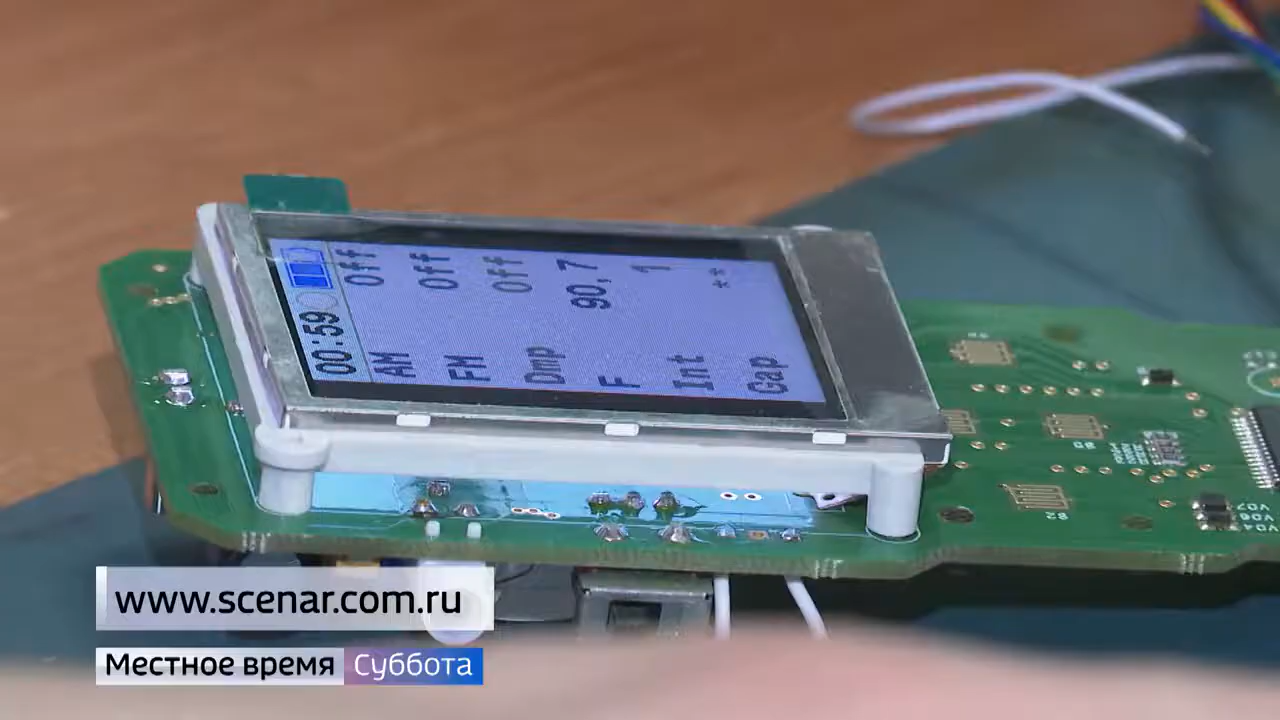 00:59
AM Off
FM Off
Dmp Off
F 90,7
Int 1
Gap **
www.scenar.com.ru
Местное время Суббота